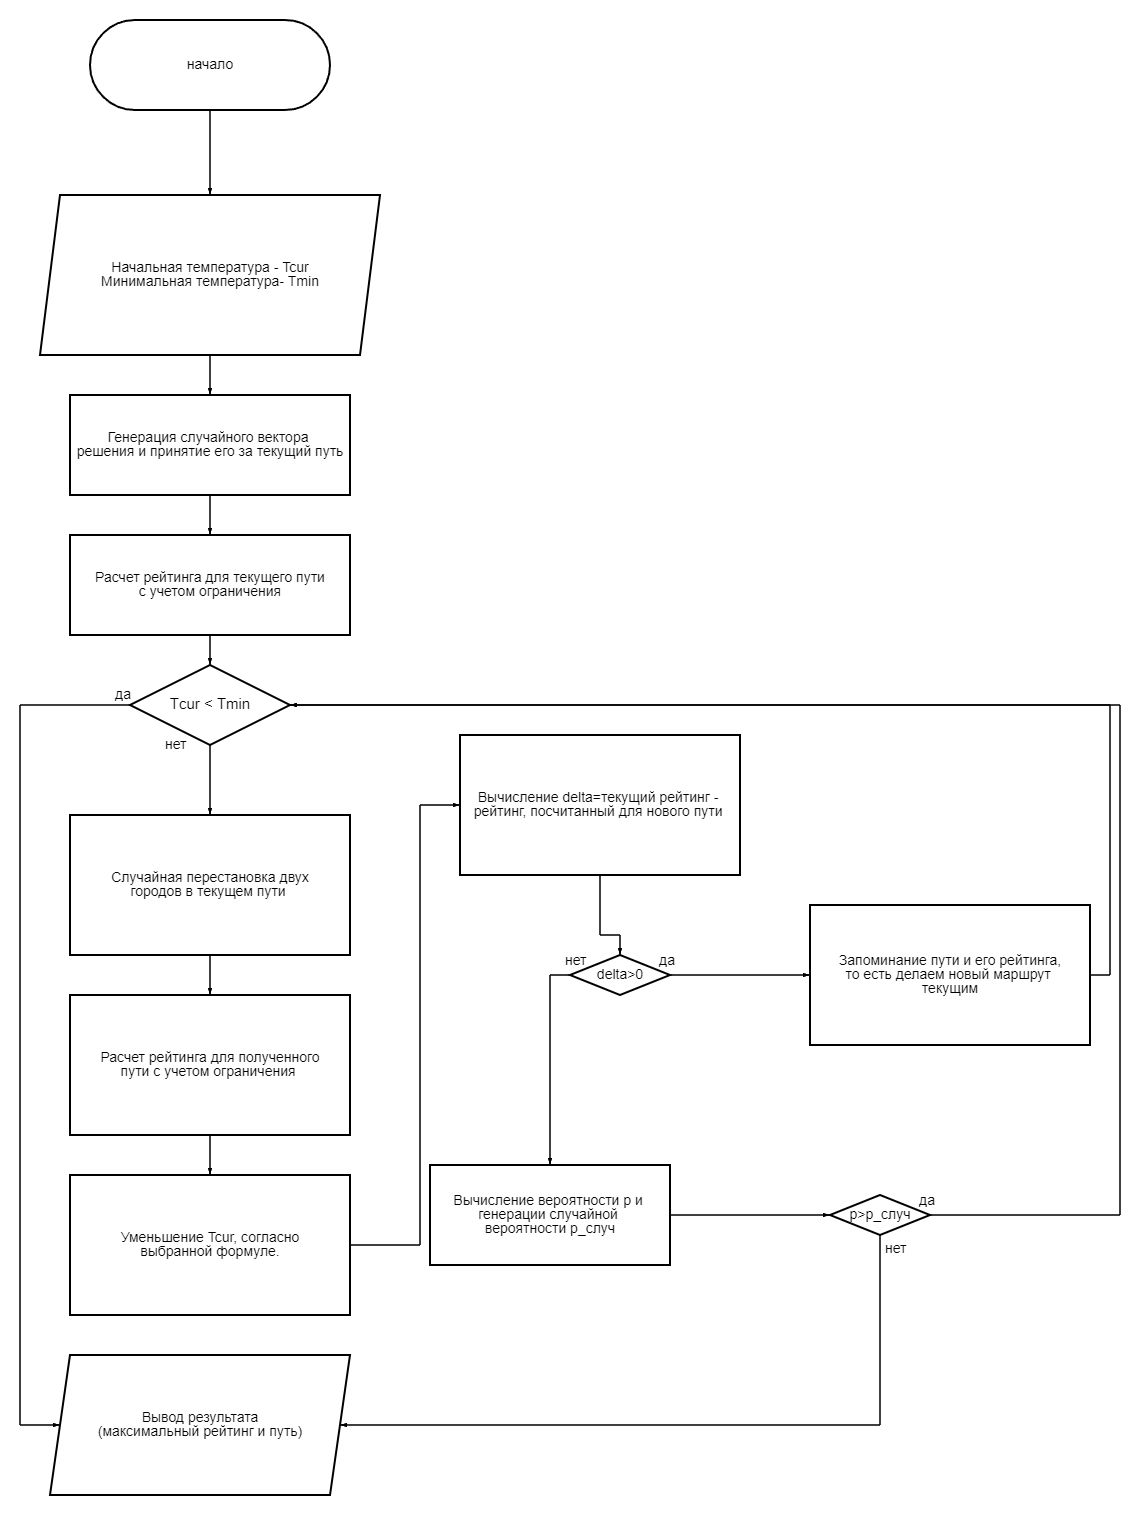 начало
Начальная температура - Tcur
Минимальная температура- Tmin
Генерация случайного вектора
решения и принятие его за текущий путь
Расчет рейтинга для текущего пути
с учетом ограничения
да
Tcur < Tmin
нет
Случайная перестановка двух
городов в текущем пути
Расчет рейтинга для полученного
пути с учетом ограничения
Уменьшение Tcur, согласно
выбранной формуле.
Вычисление delta=текущий рейтинг -
рейтинг, посчитанный для нового пути
нет
да
delta>0
Запоминание пути и его рейтинга,
то есть делаем новый маршрут
текущим
Вычисление вероятности p и
генерации случайной
вероятности p_случ
да
p>p_случ
нет
Вывод результата
(максимальный рейтинг и путь)